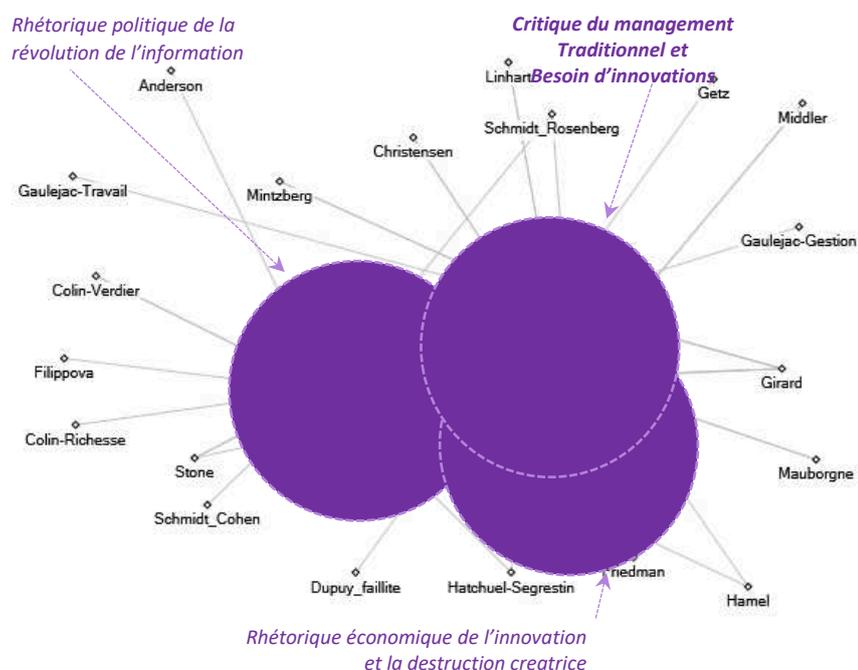 Rhétorique politique de la
révolution de l’information
Critique du management
Traditionnel et
Besoin d’innovations
Anderson
Linhart
Getz
Middler
Schmidt_Rosenberg
Christensen
Gaulejac-Travail
Mintzberg
Gaulejac-Gestion
Colin-Verdier
Filippova
Girard
Colin-Richesse
Stone
Mauborgne
Schmidt_Cohen
Dupuy_faillite
Hatchuel-Segrestin
riedman
Hamel
Rhétorique économique de l’innovation
et la destruction creatrice